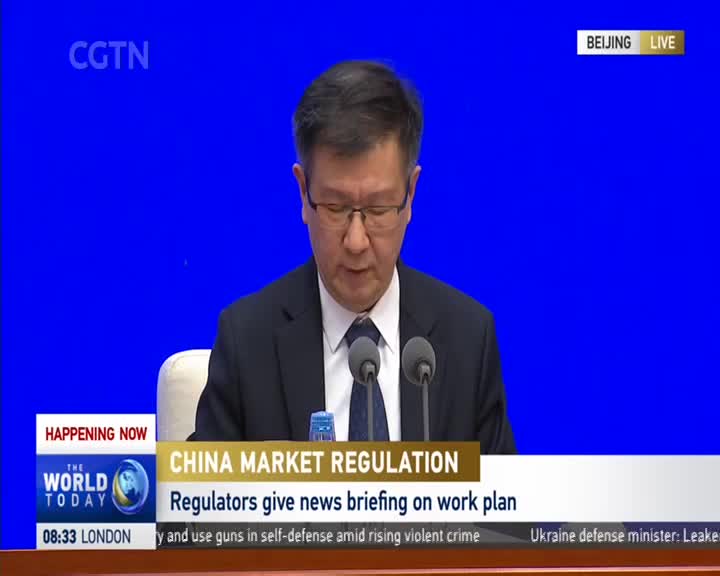 CGTN
BEIJING LIVE
HAPPENING NOW
THE WORLD TODAY
CHINA MARKET REGULATION
Regulators give news briefing on work plan
08:33 LONDON
and use guns in self-defense amid rising violent crime
Ukraine defense minister: